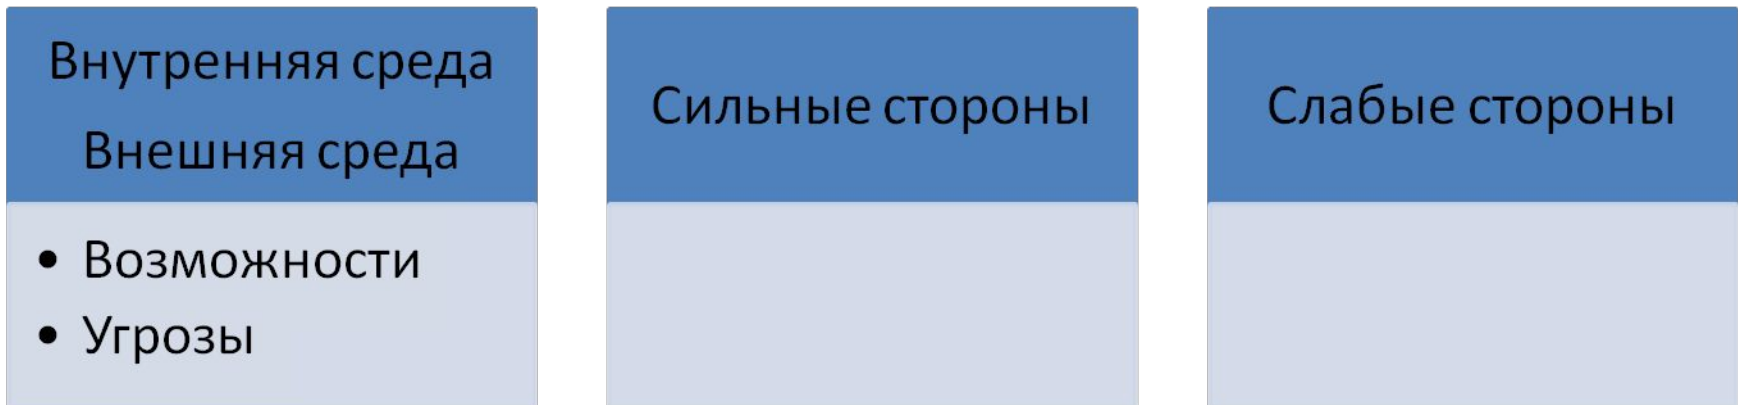 Внутренняя среда
Внешняя среда
• Возможности
• Угрозы
Сильные стороны
Слабые стороны